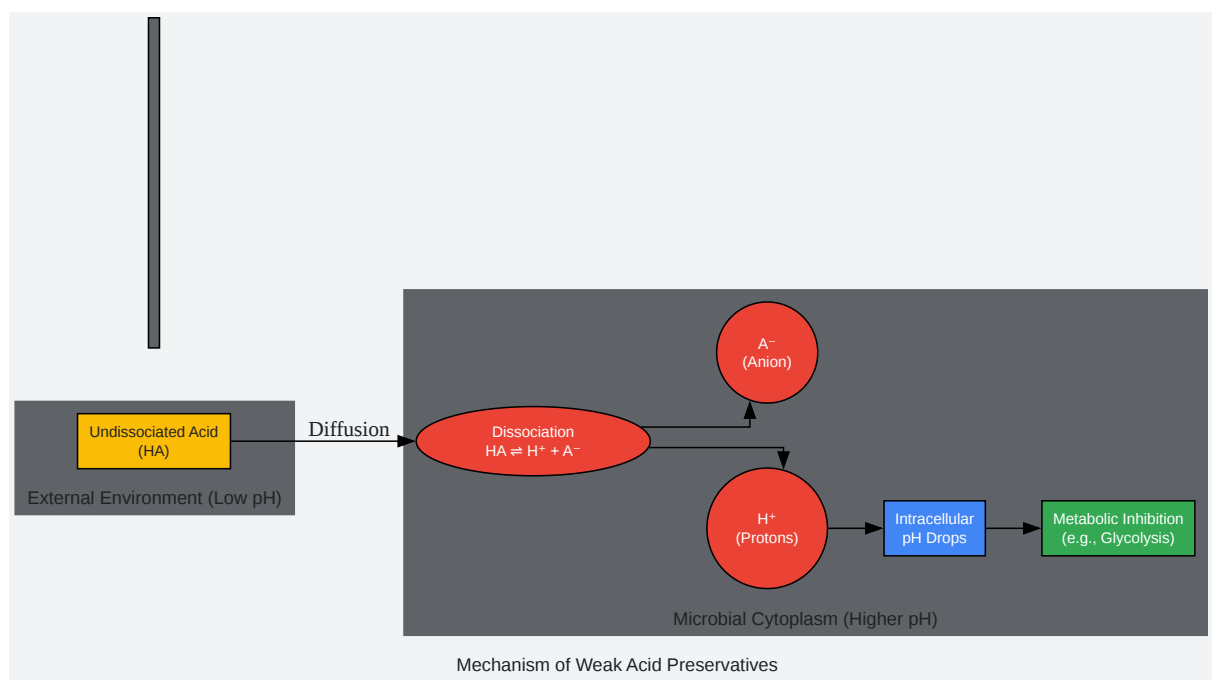 Undissociated Acid
(HA)
External Environment (Low pH)
Diffusion
Dissociation
HA ⇌ H⁺ + A⁻
A⁻
(Anion)
H⁺
(Protons)
Intracellular
pH Drops
Metabolic Inhibition
(e.g., Glycolysis)
Microbial Cytoplasm (Higher pH)
Mechanism of Weak Acid Preservatives